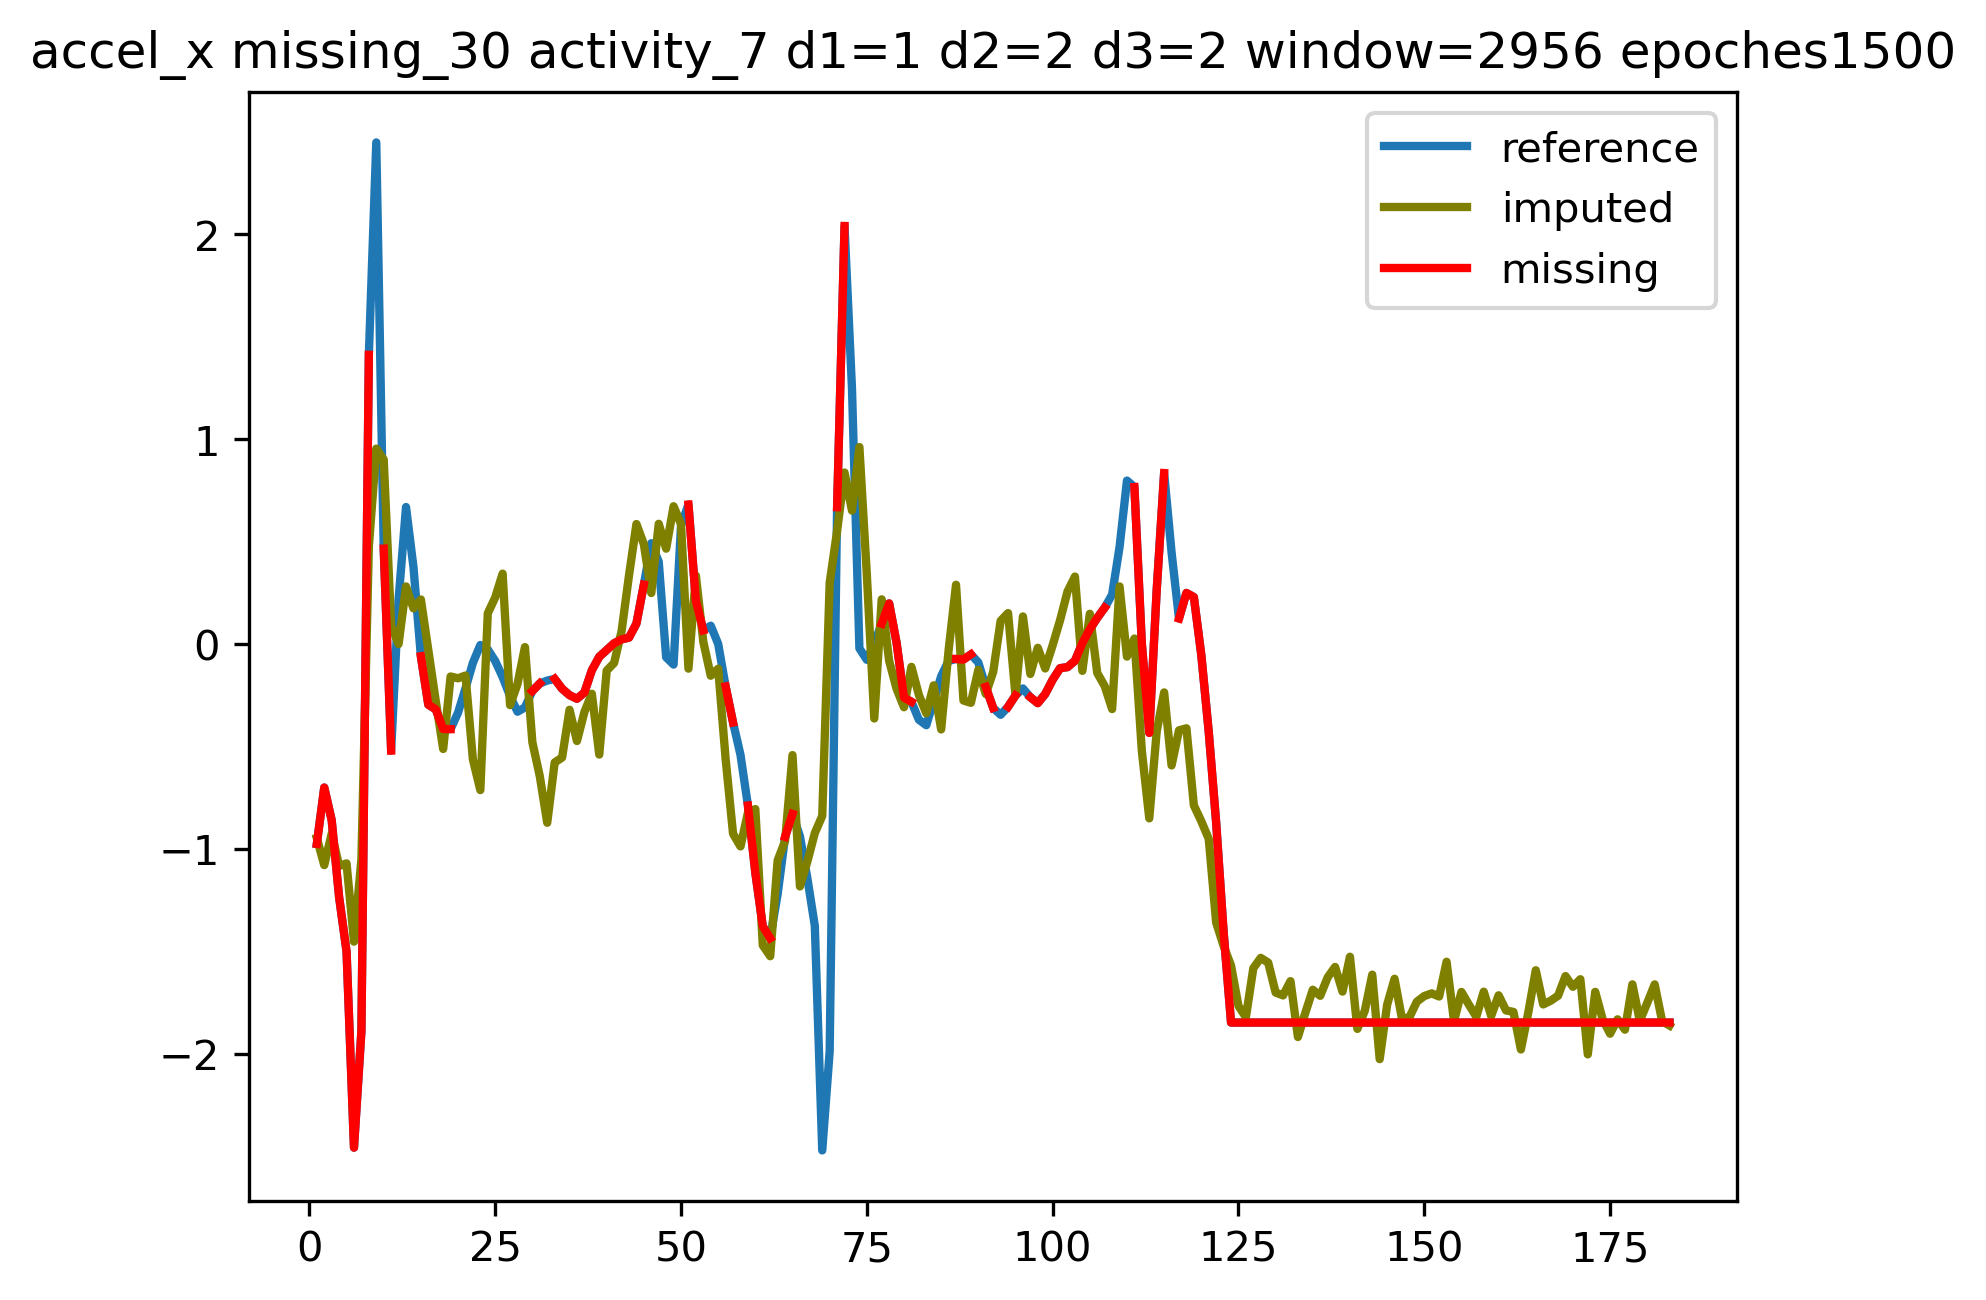 accel_x missing_30 activity_7 d1=1 d2=2 d3=2 window=2956 epoches1500
reference
imputed
missing
2
1
0
−1
−2
0 25 50 75 100 125 150 175